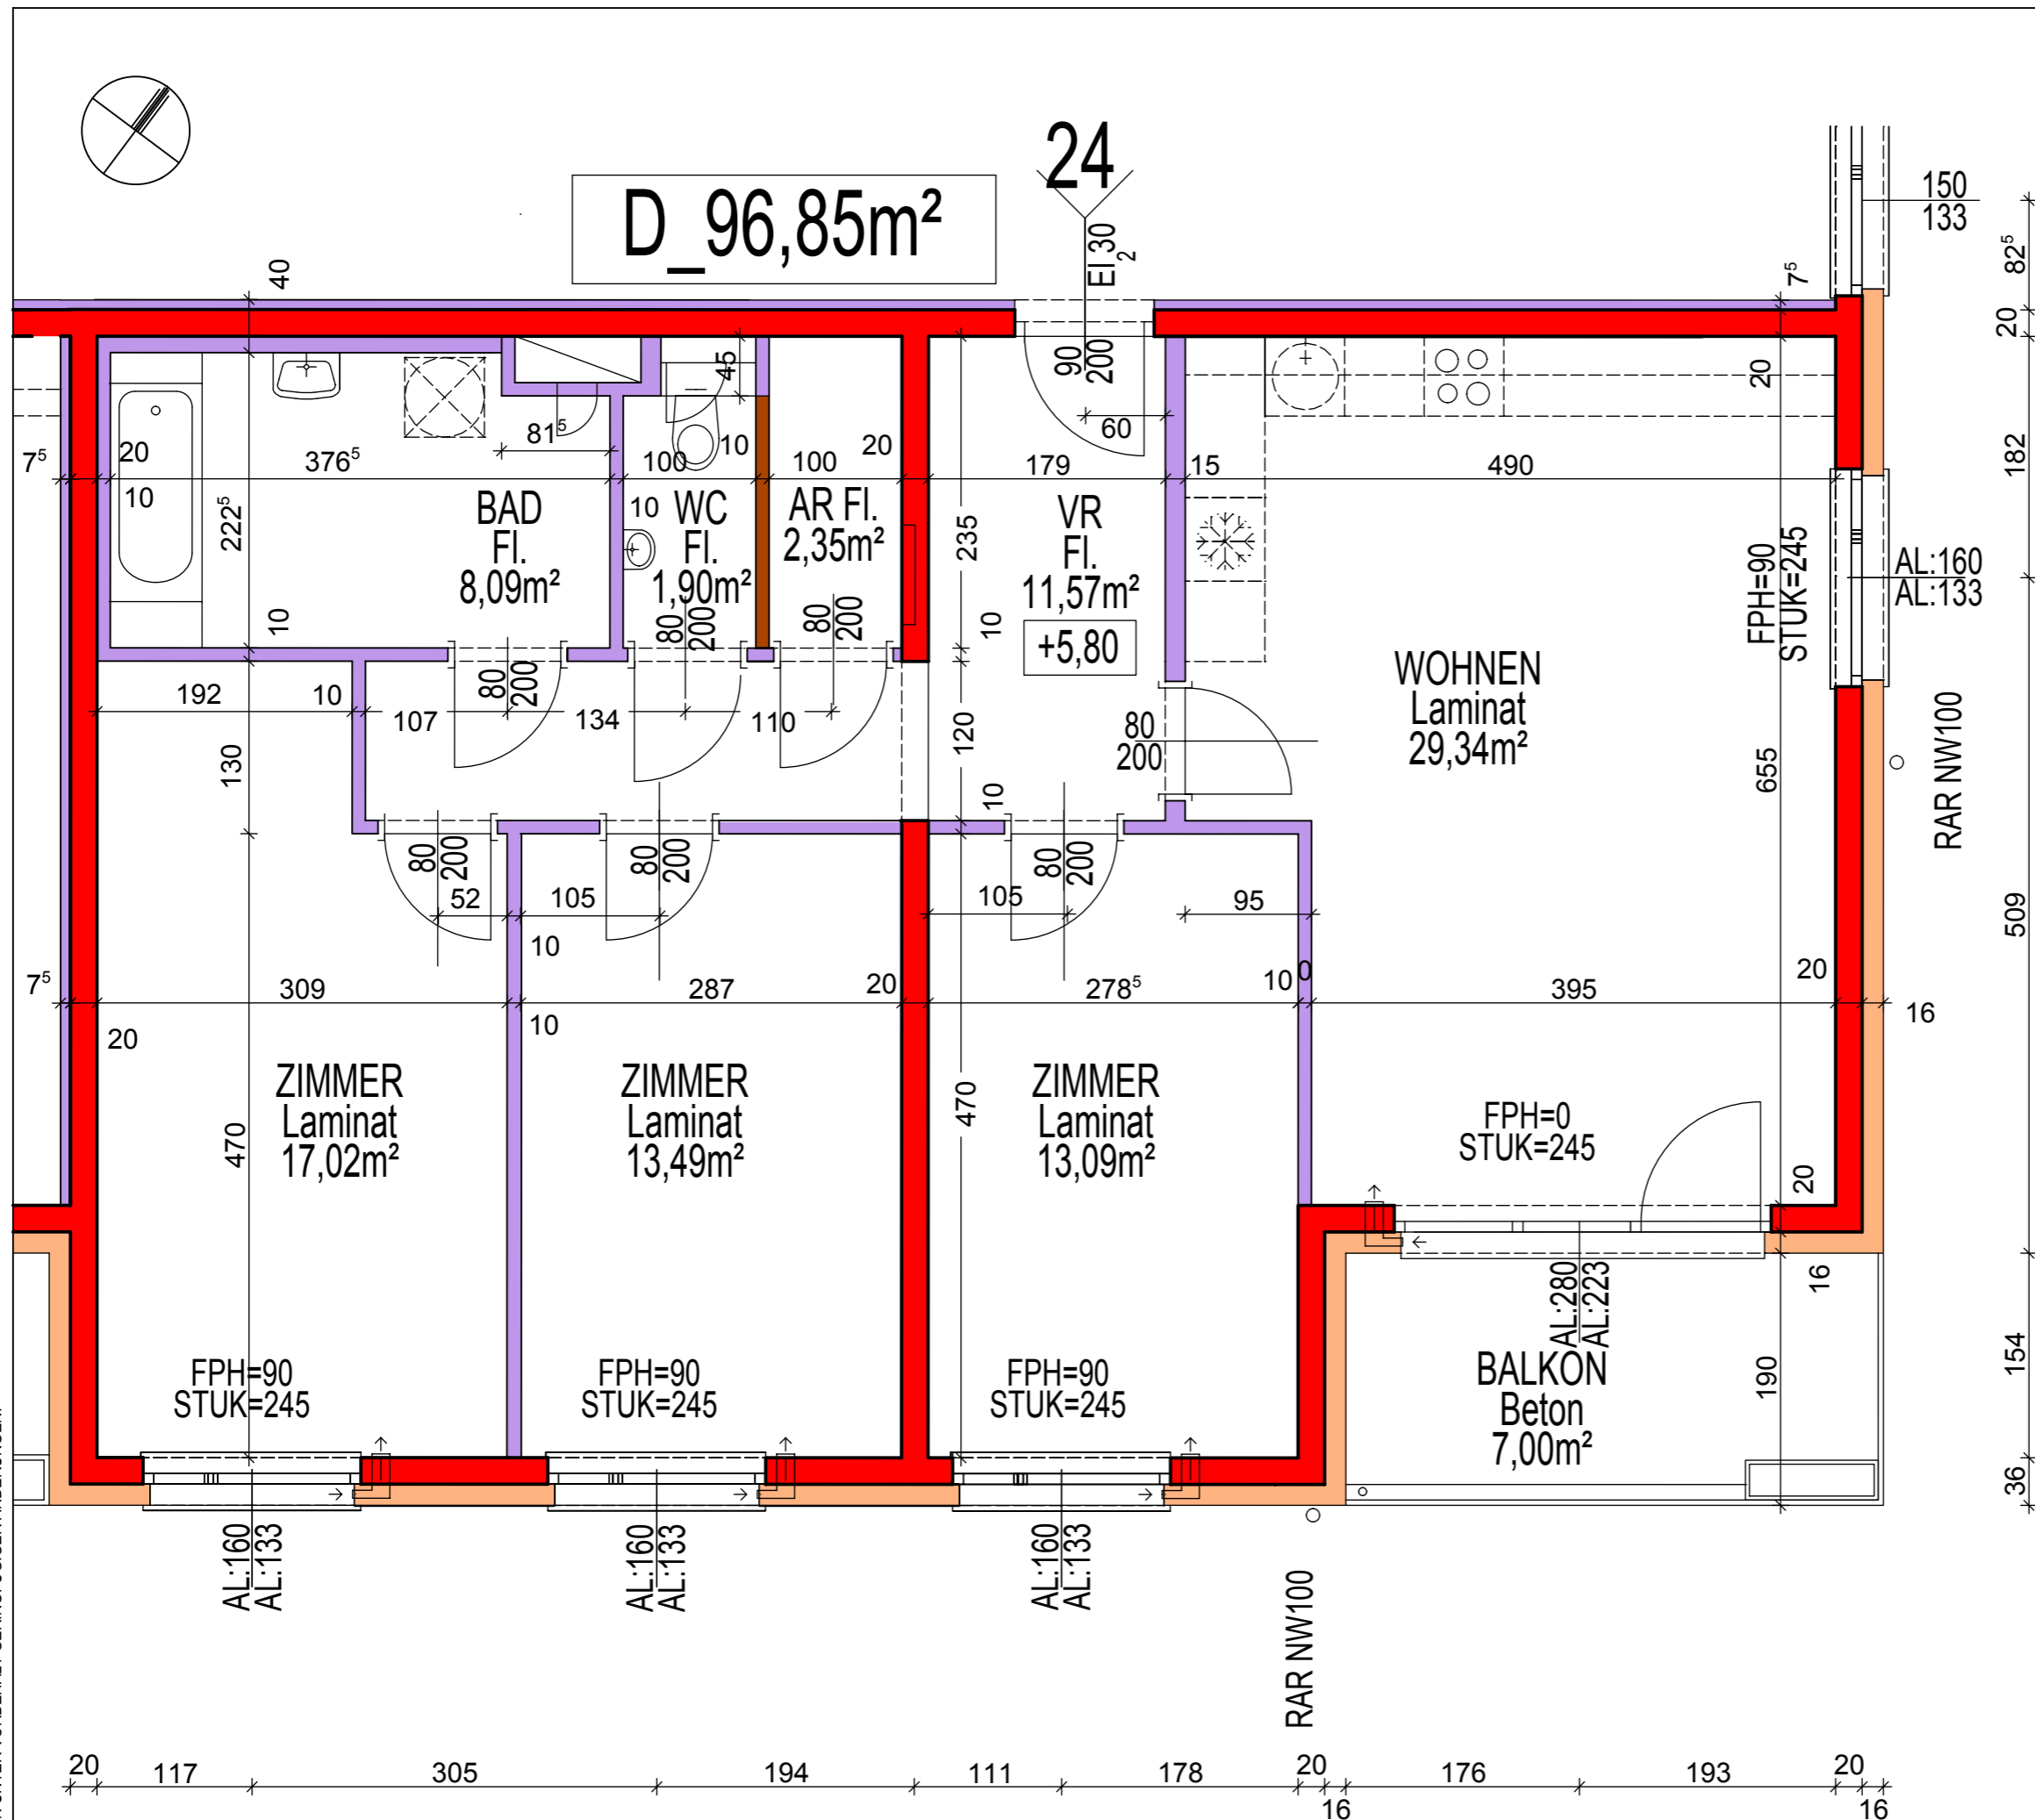 24
D_96,85m²
EI 30
2
150
133
82⁵
40
7⁵
20
90
200
45
20
60
81⁵
182
7⁵
20
376⁵
100
10
100
20
179
15
490
10
10
222⁵
235
BAD
Fl.
8,09m²
WC
Fl.
1,90m²
AR Fl.
2,35m²
VR
Fl.
11,57m²
+5,80
FPH=90
STUK=245
AL:160
AL:133
10
10
80
200
80
200
80
200
WOHNEN
Laminat
29,34m²
192
10
107
134
110
130
120
80
200
655
RAR NW100
10
80
200
80
200
80
200
52
105
105
95
509
10
7⁵
309
287
20
278⁵
10
0
395
20
16
20
10
ZIMMER
Laminat
17,02m²
ZIMMER
Laminat
13,49m²
ZIMMER
Laminat
13,09m²
470
470
FPH=0
STUK=245
20
16
AL:280
AL:223
BALKON
Beton
7,00m²
190
154
36
FPH=90
STUK=245
FPH=90
STUK=245
FPH=90
STUK=245
AL:160
AL:133
AL:160
AL:133
AL:160
AL:133
RAR NW100
20
117
305
194
111
178
20
16
176
193
20
16